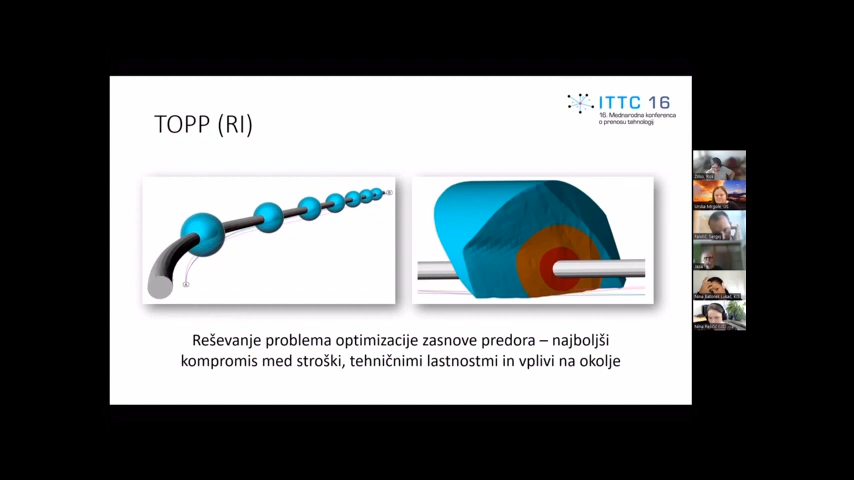 ITTC 16
16. Mednarodna konferenca
o prenosu tehnologij
TOPP (RI)
Reševanje problema optimizacije zasnove predora – najboljši
kompromis med stroški, tehničnimi lastnostmi in vplivi na okolje